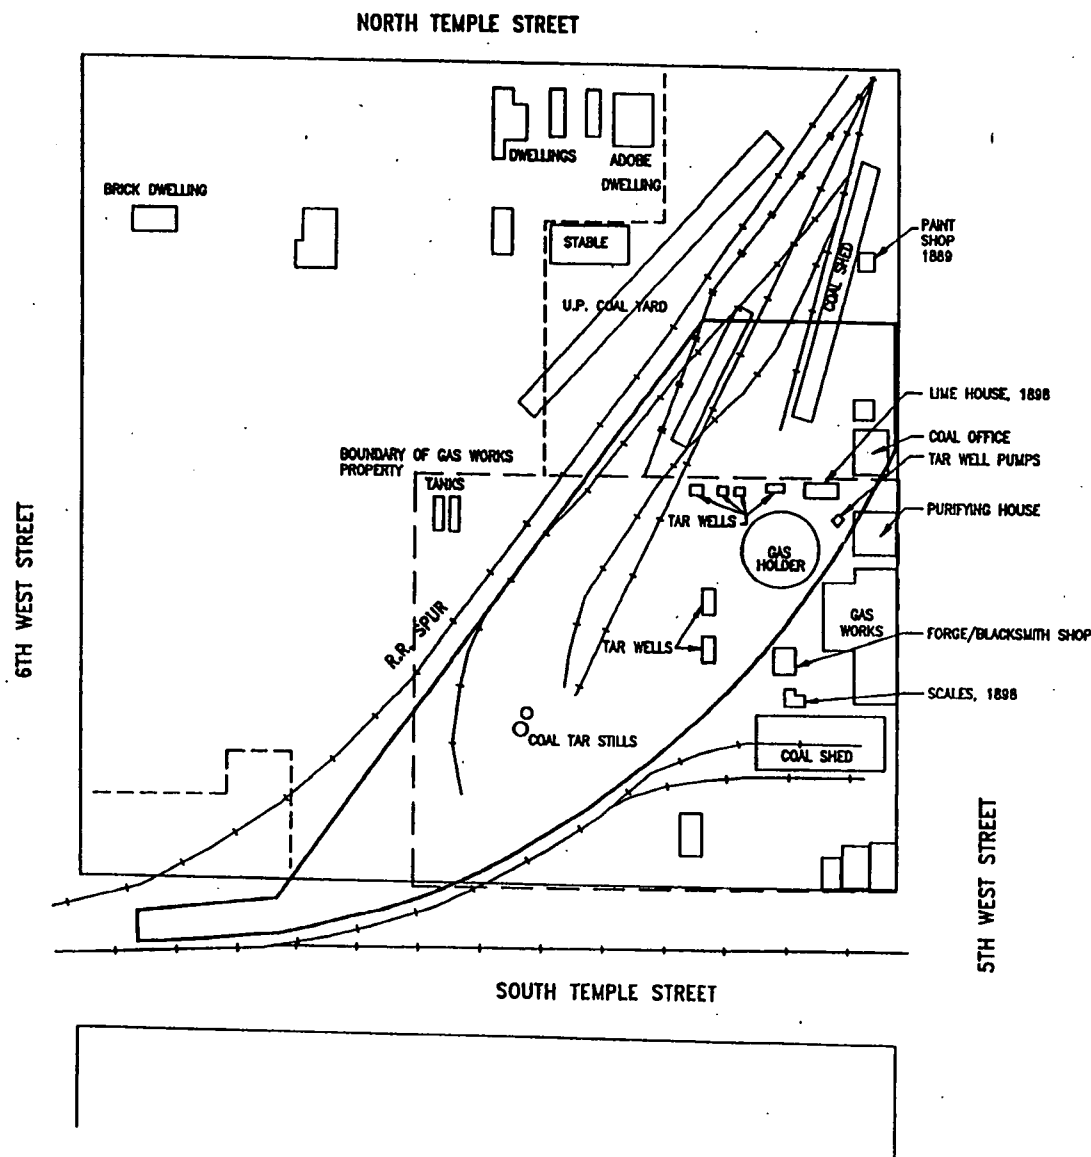 NORTH TEMPLE STREET
DWELLINGS
ADOBE
DWELLING
BRICK DWELLING
STABLE
COAL SHED
PAINT
SHOP
1889
U.P. COAL YARD
LIME HOUSE, 1898
COAL OFFICE
TAR WELL PUMPS
BOUNDARY OF GAS WORKS
PROPERTY
TANKS
TAR WELLS
PURIFYING HOUSE
GAS
HOLDER
6TH WEST STREET
R.R. SPUR
TAR WELLS
GAS
WORKS
FORGE/BLACKSMITH SHOP
SCALES, 1898
COAL TAR STILLS
COAL SHED
5TH WEST STREET
SOUTH TEMPLE STREET